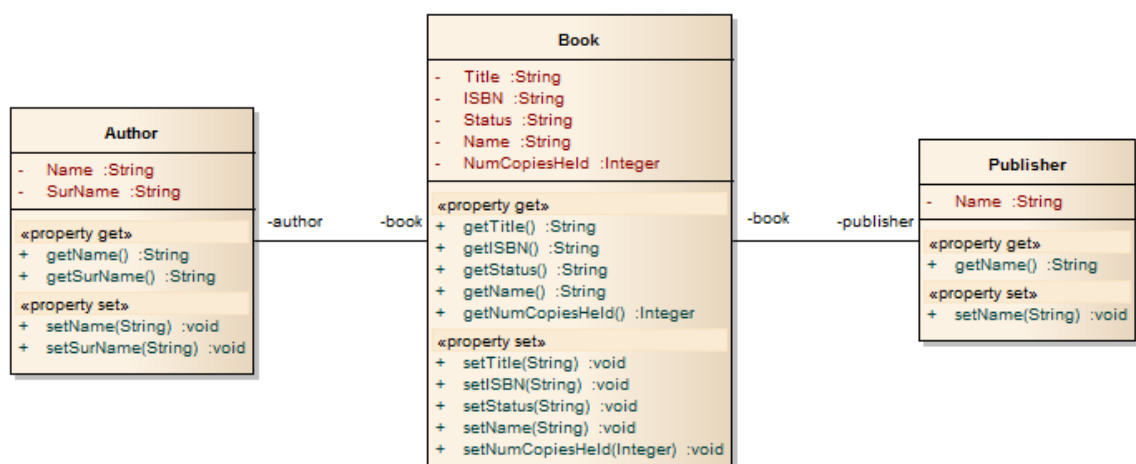 Author
- Name :String
- SurName :String
«property get»
+ getName() :String
+ getSurName() :String
«property set»
+ setName(String) :void
+ setSurName(String) :void
-author
-book
Book
- Title :String
- ISBN :String
- Status :String
- Name :String
- NumCopiesHeld :Integer
«property get»
+ getTitle() :String
+ getISBN() :String
+ getStatus() :String
+ getName() :String
+ getNumCopiesHeld() :Integer
«property set»
+ setTitle(String) :void
+ setISBN(String) :void
+ setStatus(String) :void
+ setName(String) :void
+ setNumCopiesHeld(Integer) :void
-book
-publisher
Publisher
- Name :String
«property get»
+ getName() :String
«property set»
+ setName(String) :void